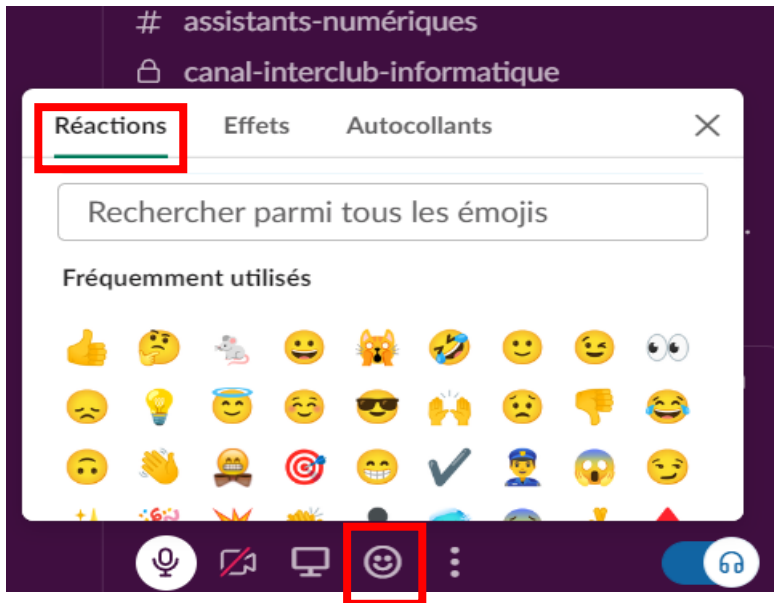 # assistants-numériques
canal-interclub-informatique
Réactions Effets Autocollants
Rechercher parmi tous les émojis
Fréquemment utilisés